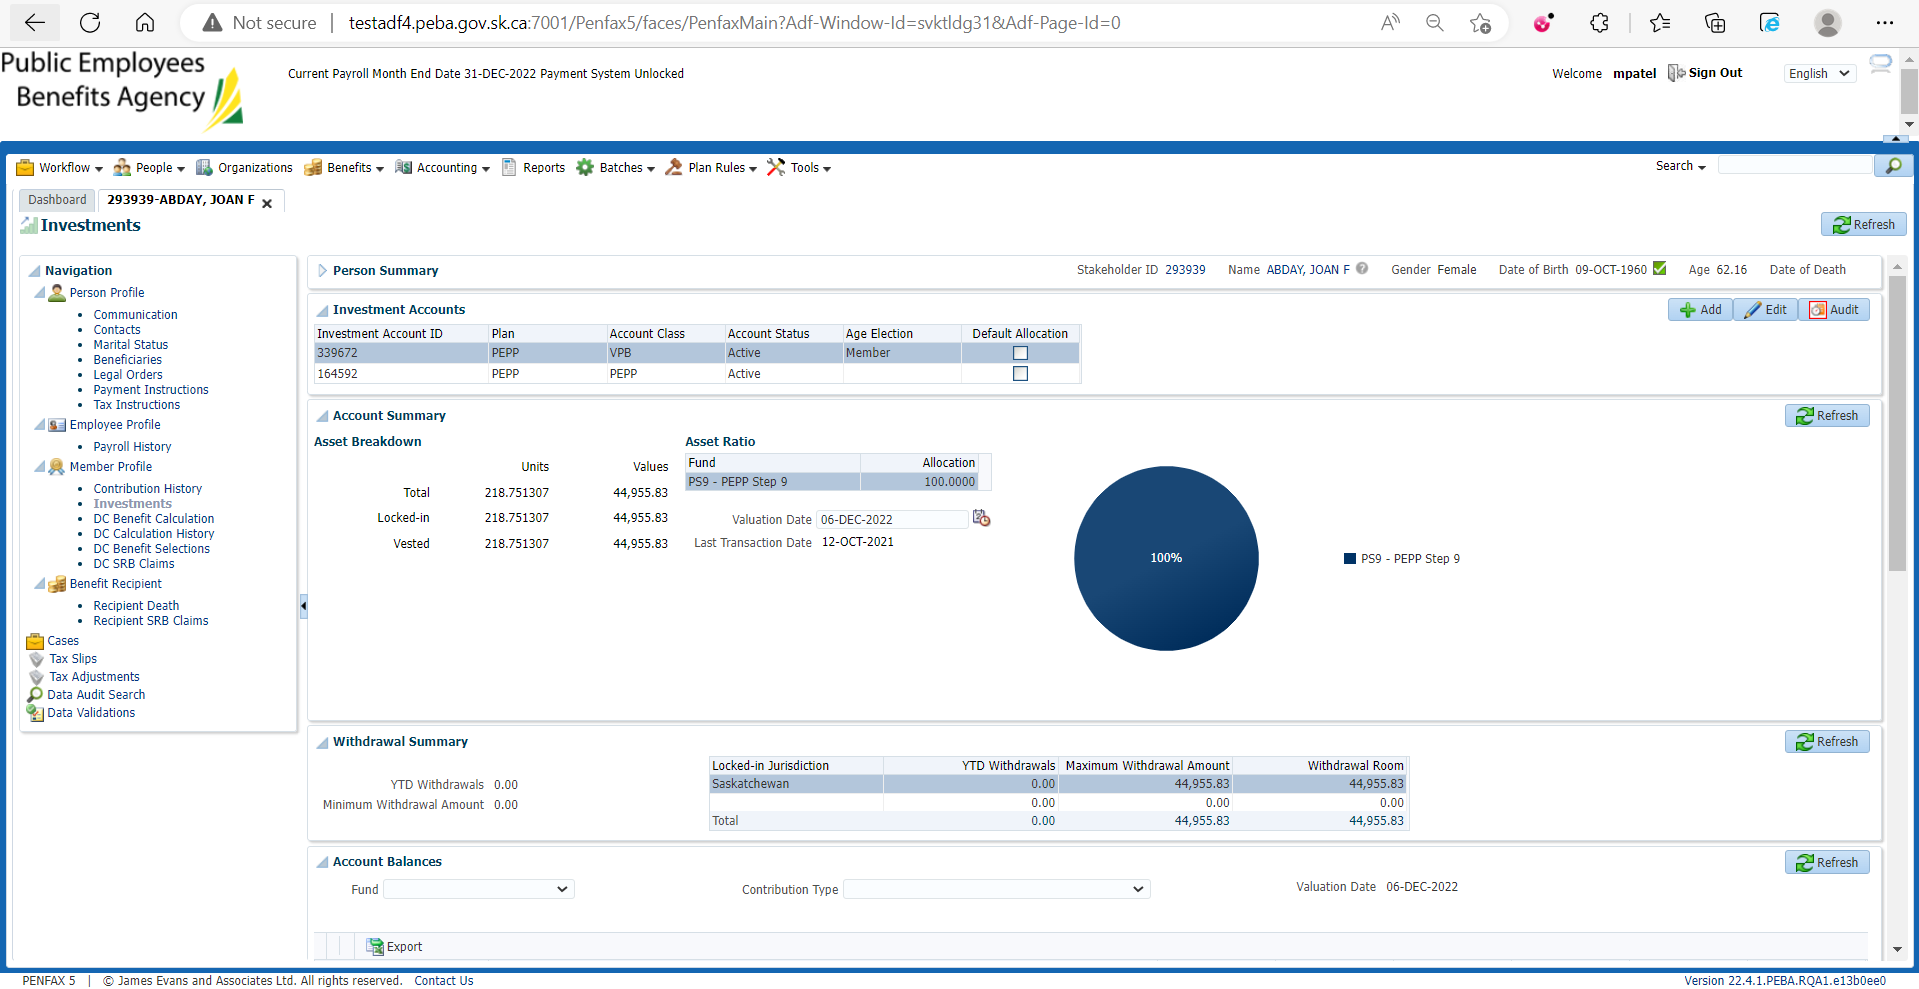 Not secure | testadf4.peba.gov.sk.ca:7001/Penfax5/faces/PenfaxMain?Adf-Window-Id=svktldg31&Adf-Page-Id=0
Public Employees
Benefits Agency
Current Payroll Month End Date 31-DEC-2022 Payment System Unlocked
Welcome mpatel Sign Out English
Workflow People Organizations Benefits Accounting Reports Batches Plan Rules Tools Search
Dashboard 293939-ABDAY, JOAN F
Investments Refresh
Navigation
Person Profile
Communication
Contacts
Marital Status
Beneficiaries
Legal Orders
Payment Instructions
Tax Instructions
Employee Profile
Payroll History
Member Profile
Contribution History
Investments
DC Benefit Calculation
DC Calculation History
DC Benefit Selections
DC SRB Claims
Benefit Recipient
Recipient Death
Recipient SRB Claims
Cases
Tax Slips
Tax Adjustments
Data Audit Search
Data Validations
Person Summary Stakeholder ID 293939 Name ABDAY, JOAN F Gender Female Date of Birth 09-OCT-1960 Age 62.16 Date of Death
Investment Accounts Add Edit Audit
Investment Account ID Plan Account Class Account Status Age Election Default Allocation
339672 PEPP VPB Active Member
164592 PEPP PEPP Active
Account Summary Refresh
Asset Breakdown
Units Values
Total 218.751307 44,955.83
Locked-in 218.751307 44,955.83
Vested 218.751307 44,955.83
Asset Ratio
Fund Allocation
PS9 - PEPP Step 9 100.0000
Valuation Date 06-DEC-2022
Last Transaction Date 12-OCT-2021
100%
PS9 - PEPP Step 9
Withdrawal Summary Refresh
YTD Withdrawals 0.00
Minimum Withdrawal Amount 0.00
Locked-in Jurisdiction YTD Withdrawals Maximum Withdrawal Amount Withdrawal Room
Saskatchewan 0.00 44,955.83 44,955.83
0.00 0.00 0.00
Total 0.00 44,955.83 44,955.83
Account Balances Refresh
Fund Contribution Type Valuation Date 06-DEC-2022
Export
PENFAX 5 | © James Evans and Associates Ltd. All rights reserved. Contact Us Version 22.4.1.PEBA.RQA1.e13b0ee0